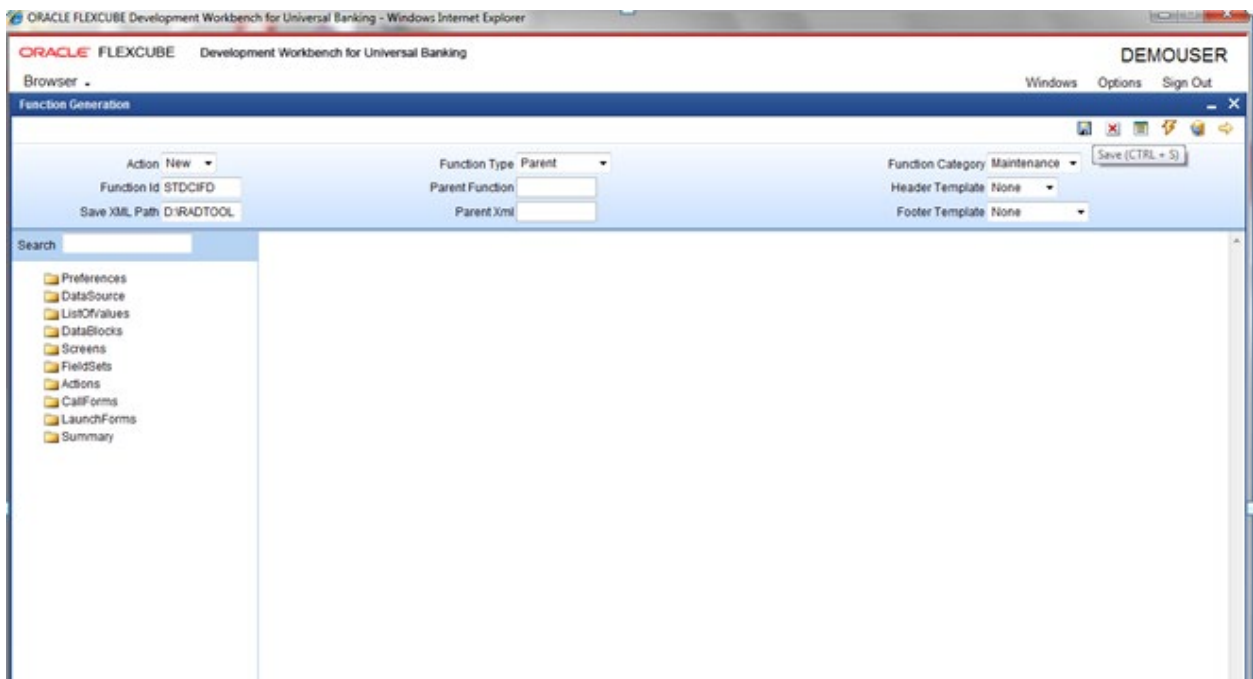 ORACLE FLEXCUBE Development Workbench for Universal Banking - Windows Internet Explorer
ORACLE FLEXCUBE Development Workbench for Universal Banking DEMOUSER
Browser Windows Options Sign Out
Function Generation
Action New Function Type Parent Function Category Maintenance Save (CTRL + S)
Function Id STDCIFD Parent Function Header Template None
Save XML Path D:\RADTOOL Parent Xml Footer Template None
Search
Preferences
DataSource
ListOfValues
DataBlocks
Screens
FieldSets
Actions
CallForms
LaunchForms
Summary